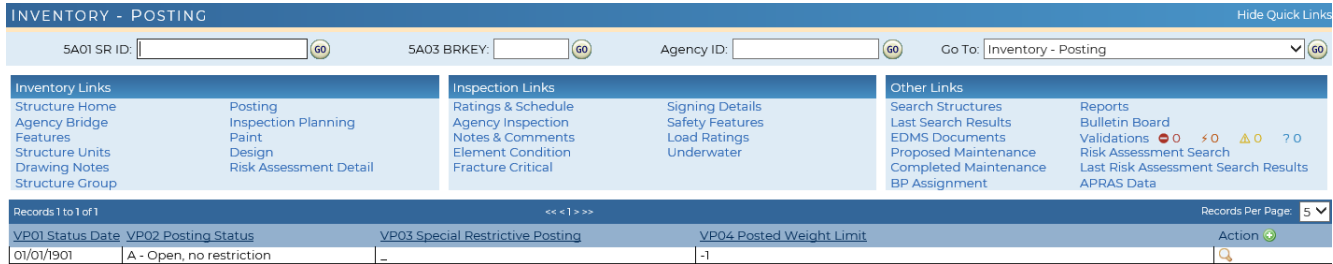 INVENTORY - POSTING Hide Quick Links
5A01 SR ID: GO 5A03 BRKEY: GO Agency ID: GO Go To: Inventory - Posting GO
Inventory Links
Structure Home Posting
Agency Bridge Inspection Planning
Features Paint
Structure Units Design
Drawing Notes Risk Assessment Detail
Structure Group
Inspection Links
Ratings & Schedule Signing Details
Agency Inspection Safety Features
Notes & Comments Load Ratings
Element Condition Underwater
Fracture Critical
Other Links
Search Structures Reports
Last Search Results Bulletin Board
EDMS Documents Validations 0 0 0 ? 0
Proposed Maintenance Risk Assessment Search
Completed Maintenance Last Risk Assessment Search Results
BP Assignment APRAS Data
Records 1 to 1 of 1 << < 1 > >> Records Per Page: 5
VP01 Status Date VP02 Posting Status VP03 Special Restrictive Posting VP04 Posted Weight Limit Action
01/01/1901 A - Open, no restriction _ -1